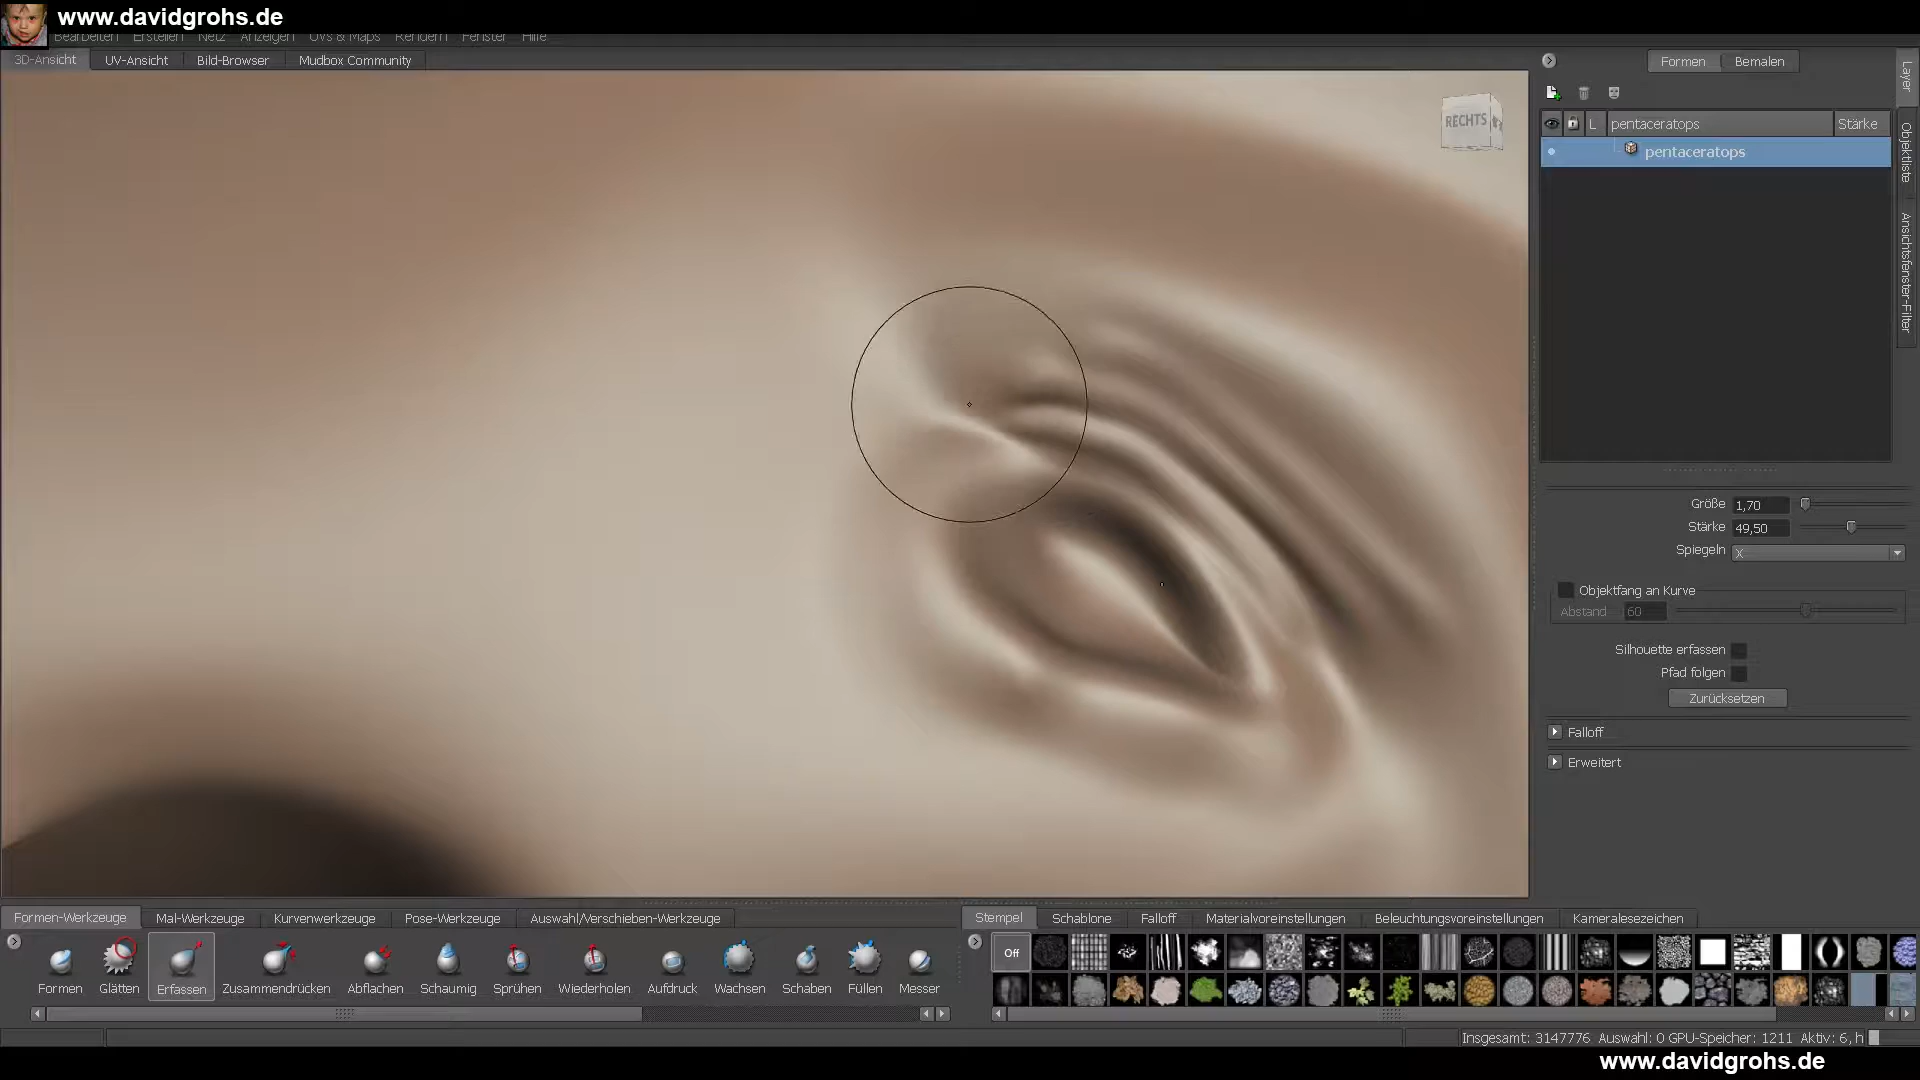 www.davidgrohs.de
Bearbeiten Erstellen Netz Anzeigen UVs & Maps Rendern Fenster Hilfe
3D-Ansicht UV-Ansicht Bild-Browser Mudbox Community
RECHTS
Formen Bemalen
L pentaceratops Stärke
pentaceratops
Layer
Objektliste
Ansichtsfenster-Filter
Größe 1,70
Stärke 49,50
Spiegeln X
Objektfang an Kurve
Abstand 60
Silhouette erfassen
Pfad folgen
Zurücksetzen
Falloff
Erweitert
Formen-Werkzeuge Mal-Werkzeuge Kurvenwerkzeuge Pose-Werkzeuge Auswahl/Verschieben-Werkzeuge
Formen Glätten Erfassen Zusammendrücken Abflachen Schaumig Sprühen Wiederholen Aufdruck Wachsen Schaben Füllen Messer
Stempel Schablone Falloff Materialvoreinstellungen Beleuchtungsvoreinstellungen Kameralesezeichen
Off
Insgesamt: 3147776 Auswahl: 0 GPU-Speicher: 1211 Aktiv: 6, h
www.davidgrohs.de